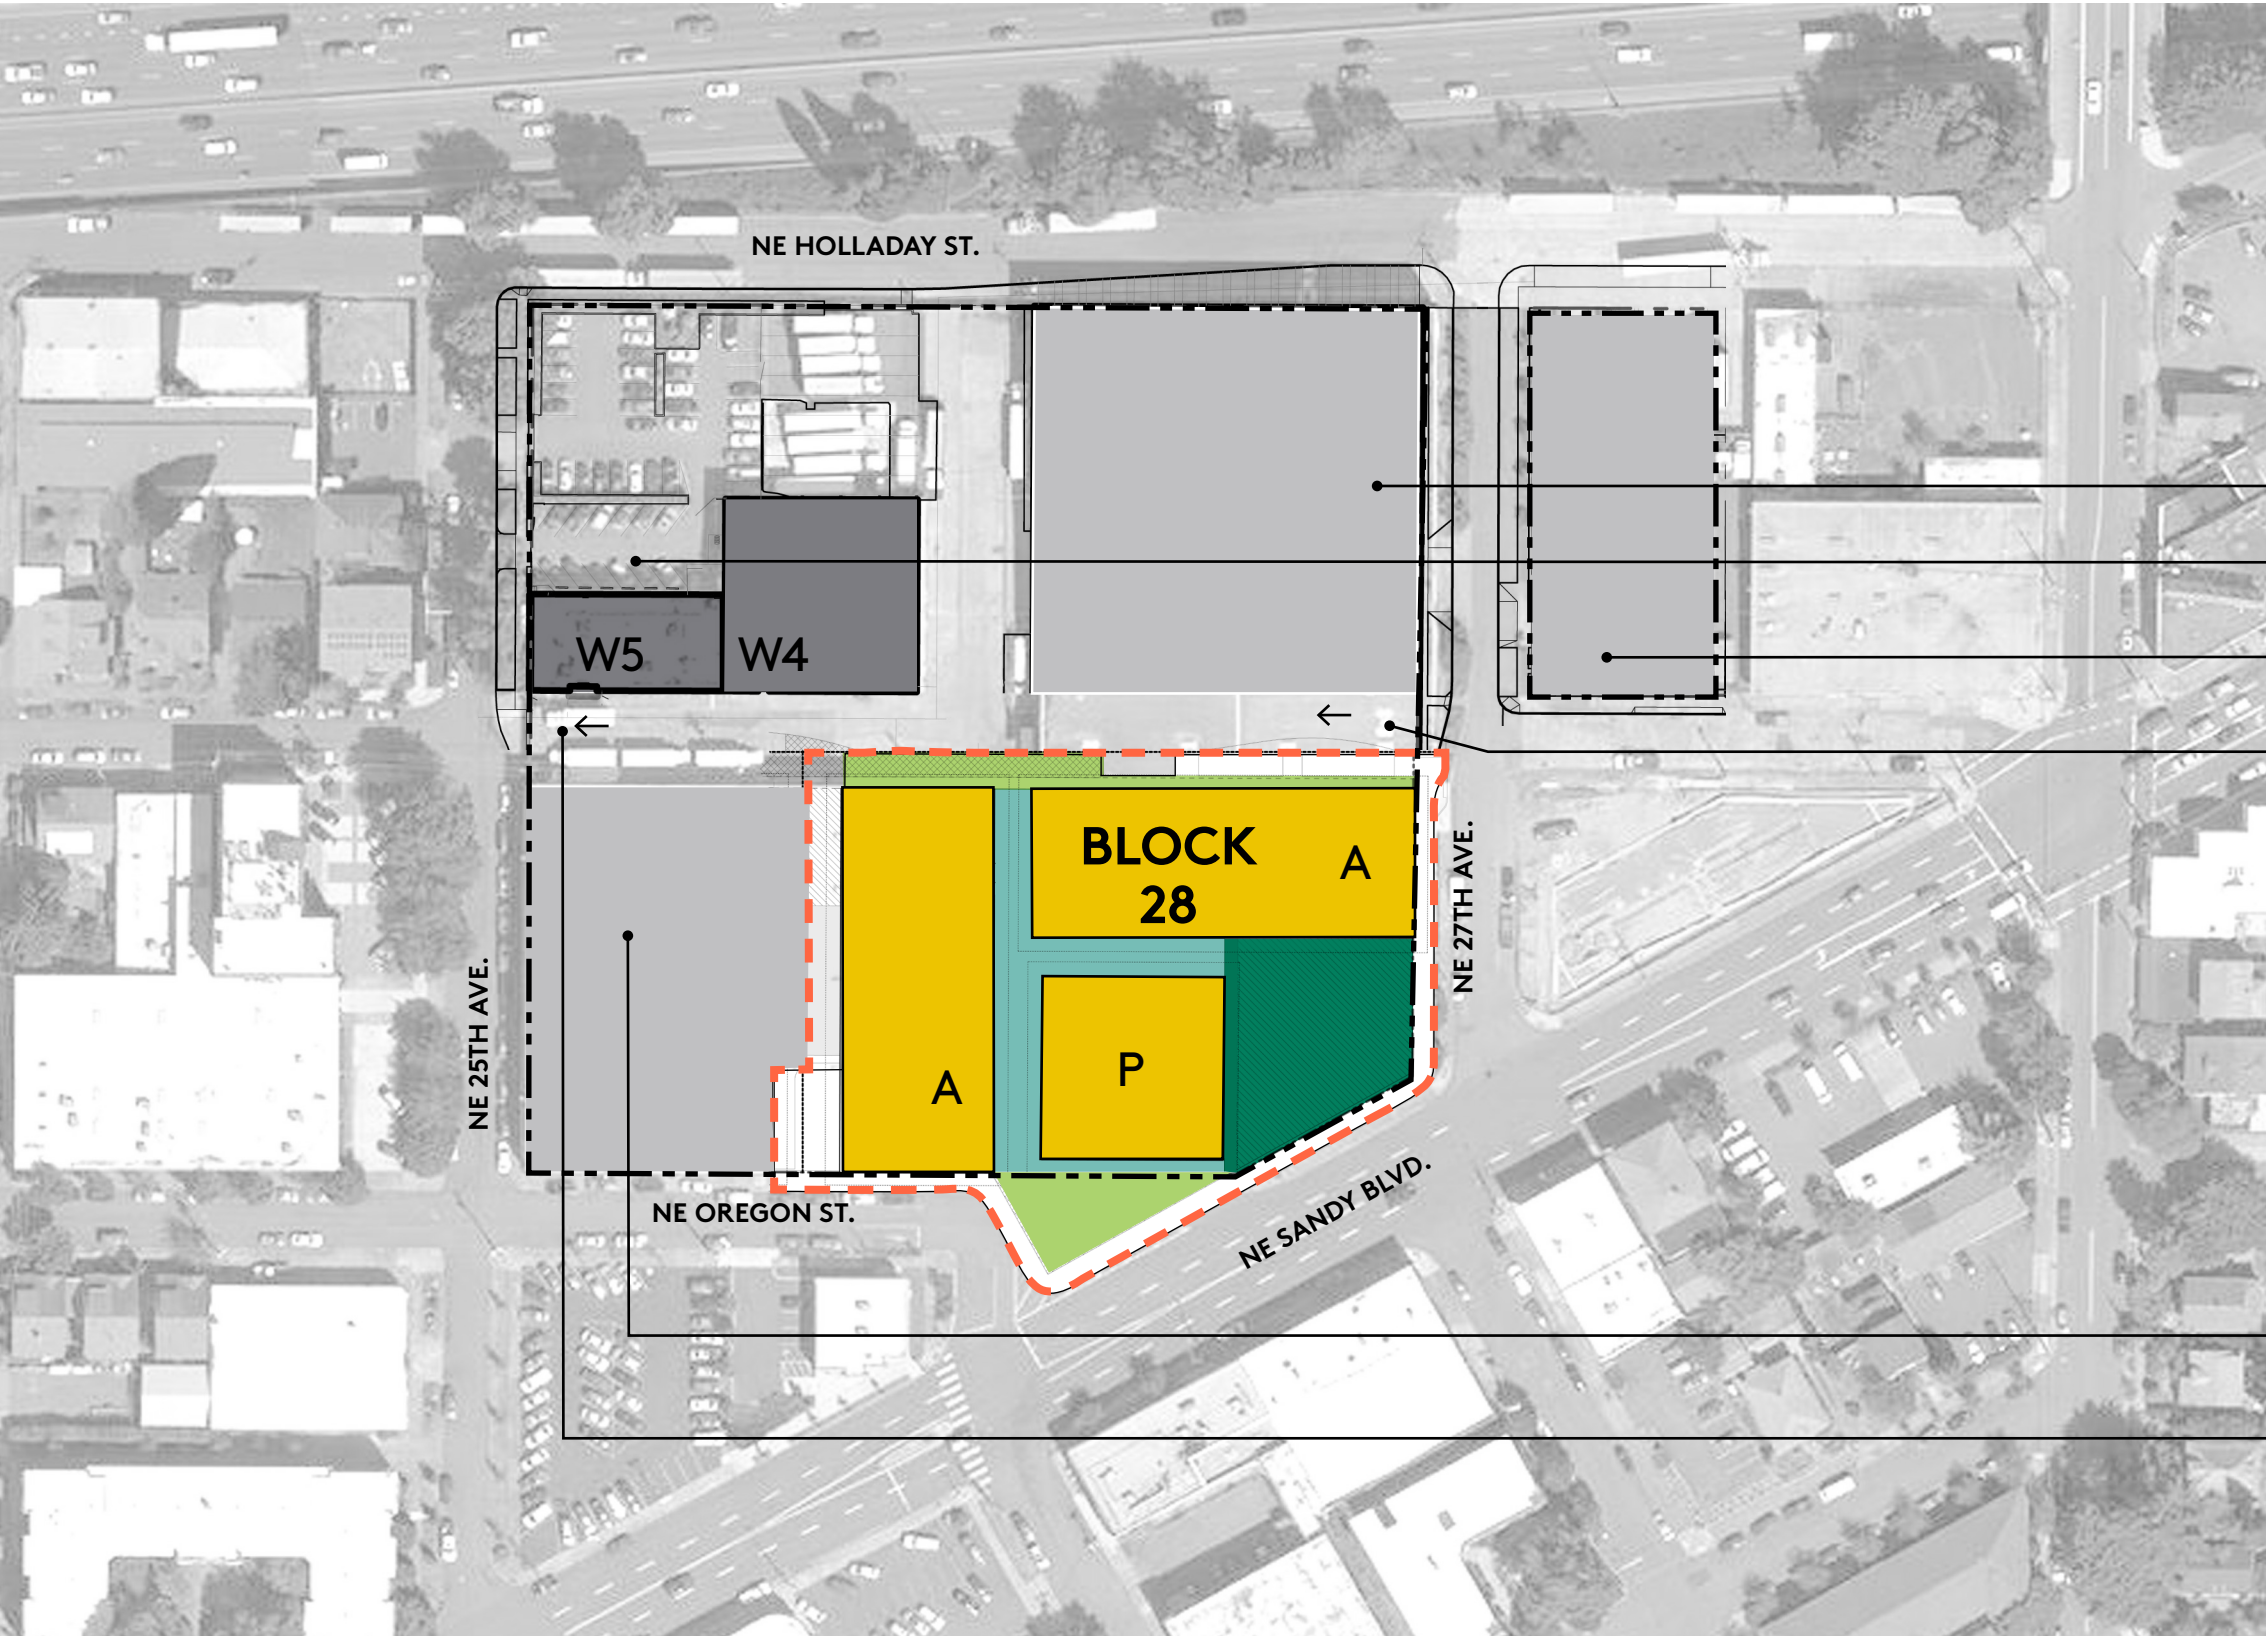 NE HOLLADAY ST.
W5
W4
BLOCK
28
A
NE 27TH AVE.
NE 25TH AVE.
P
A
NE OREGON ST.
NE SANDY BLVD.